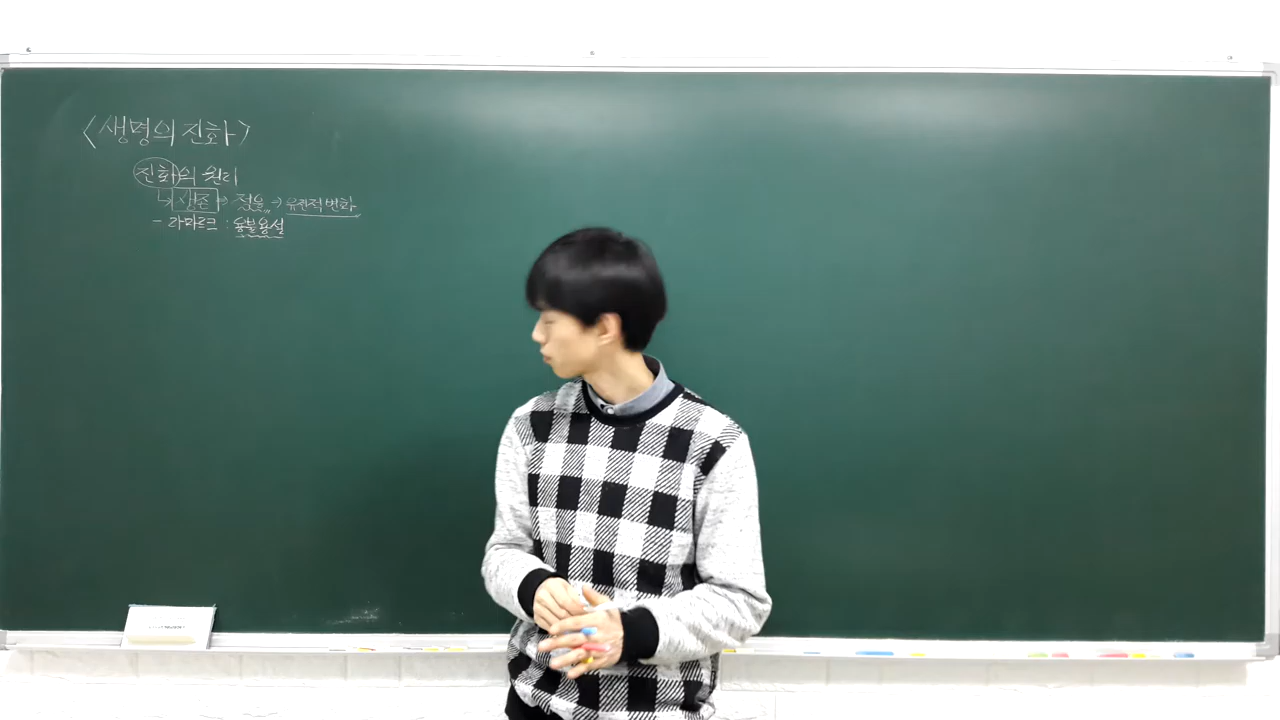 <생명의 진화>
진화의 원리
↳ 생존 → 적응 → 유전적 변화
- 라마르크 : 용불용설